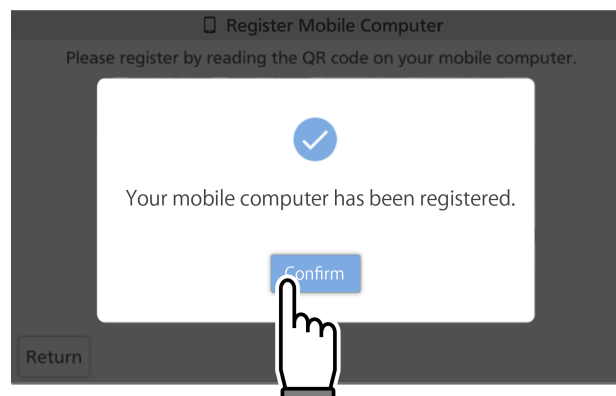 Register Mobile Computer
Please register by reading the QR code on your mobile computer.
Your mobile computer has been registered.
Confirm
Return